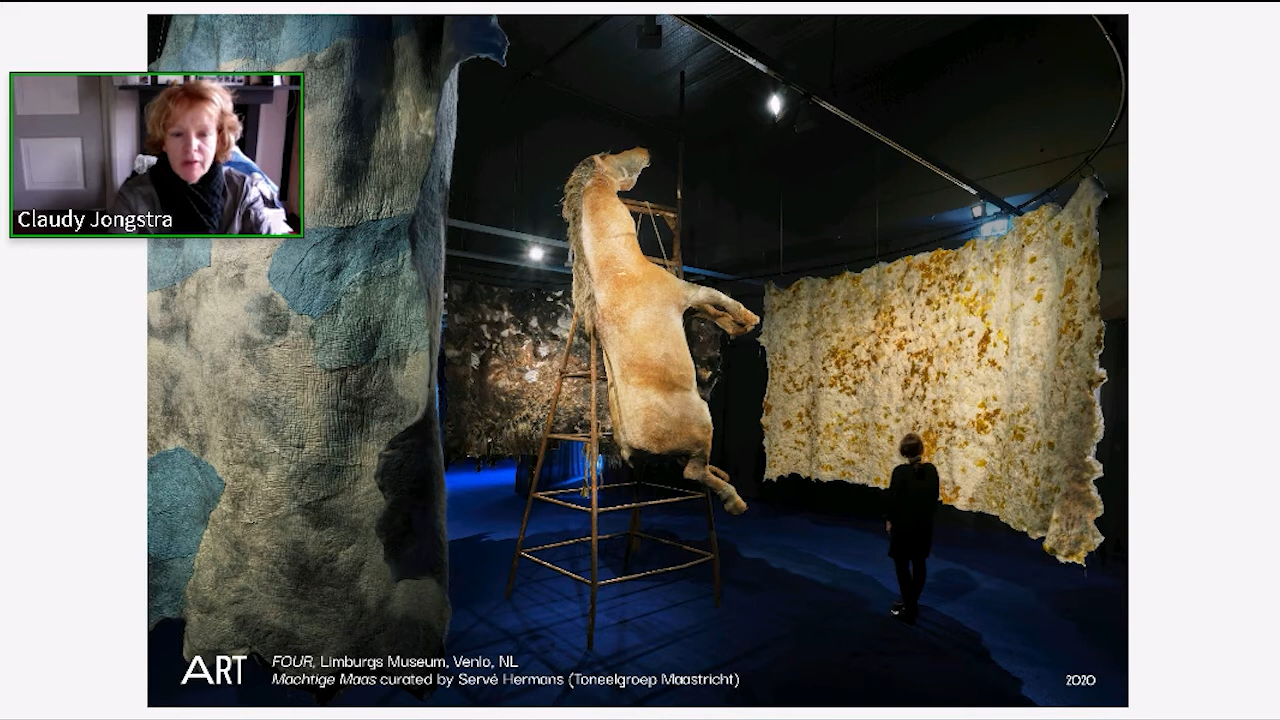 Claudy Jongstra
ART
FOUR, Limburgs Museum, Venlo, NL
Machtige Maas curated by Servé Hermans (Toneelgroep Maastricht)
2020